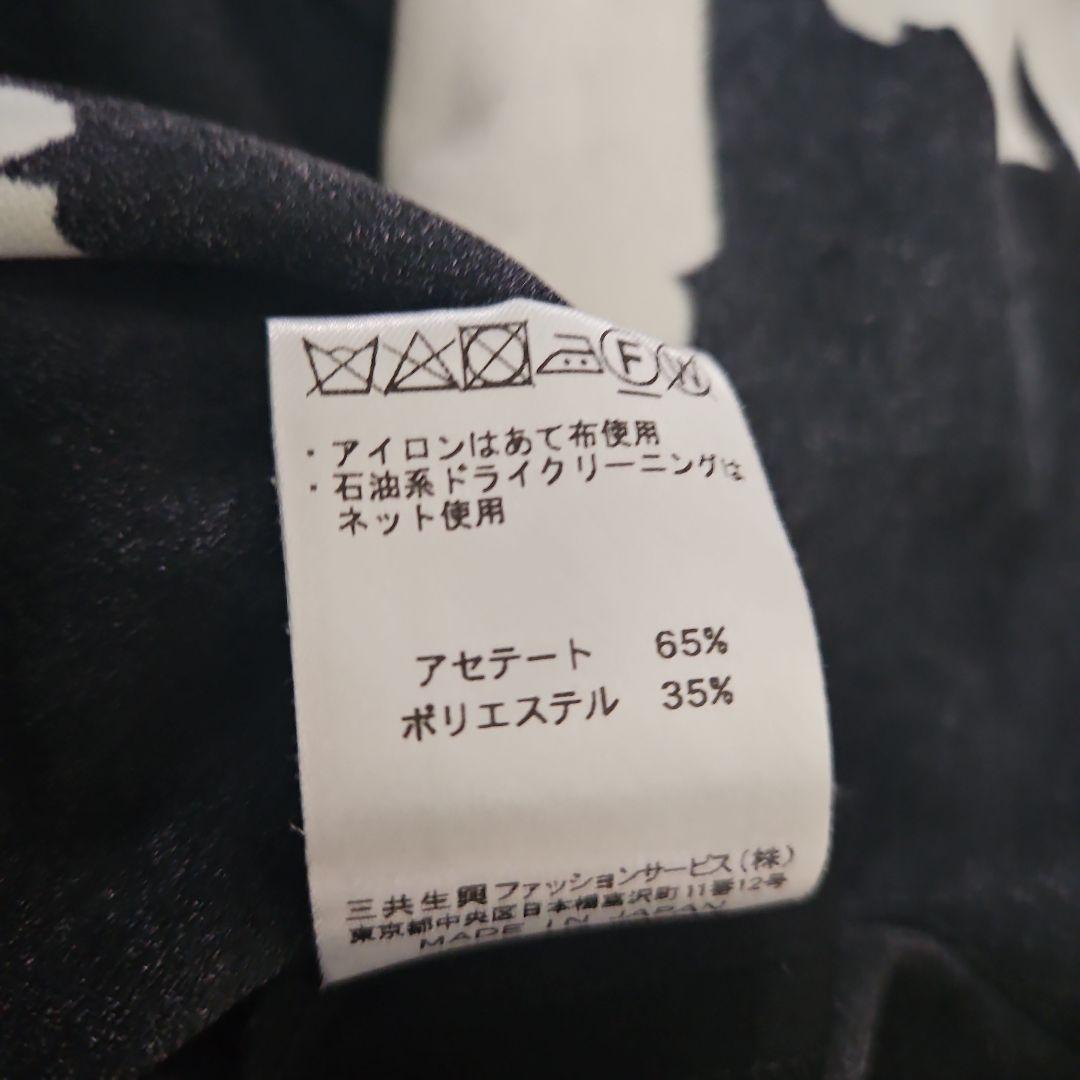 F
・アイロンはあて布使用
・石油系ドライクリーニングは
ネット使用
アセテート 65%
ポリエステル 35%
三共生興ファッションサービス(株)
東京都中央区日本橋富沢町11番12号
MADE IN JAPAN